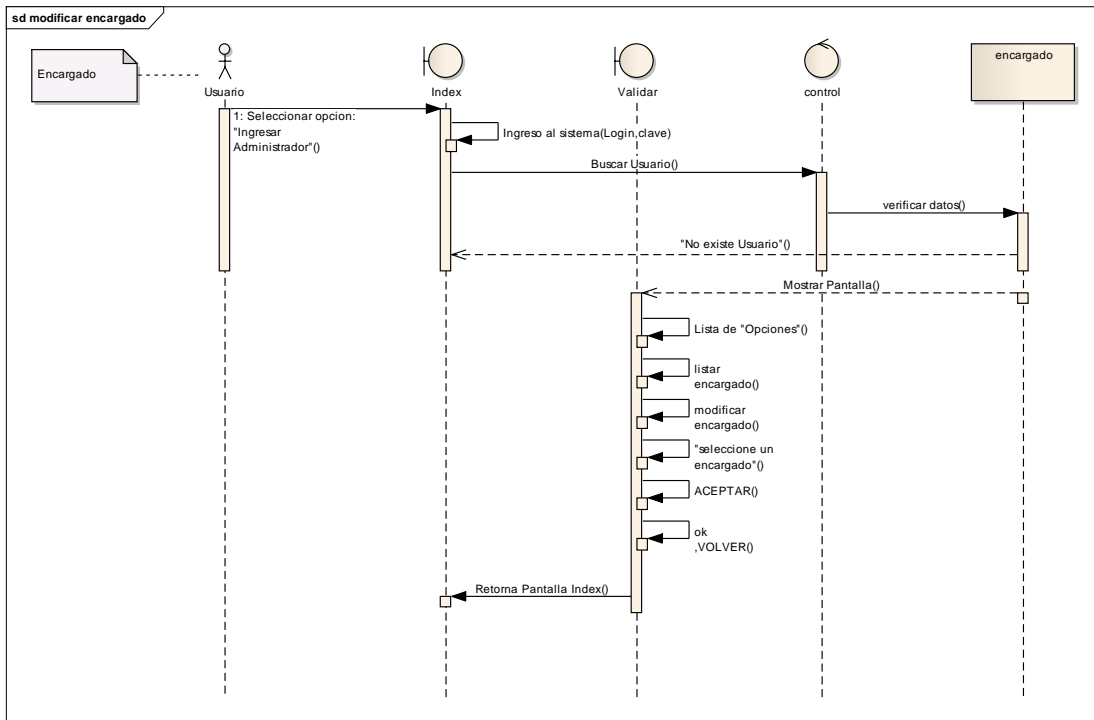 sd modificar encargado
Encargado
Usuario
Index
Validar
control
encargado
1: Seleccionar opcion:
"Ingresar
Administrador"()
Ingreso al sistema(Login,clave)
Buscar Usuario()
verificar datos()
"No existe Usuario"()
Mostrar Pantalla()
Lista de "Opciones"()
listar
encargado()
modificar
encargado()
"seleccione un
encargado"()
ACEPTAR()
ok
,VOLVER()
Retorna Pantalla Index()